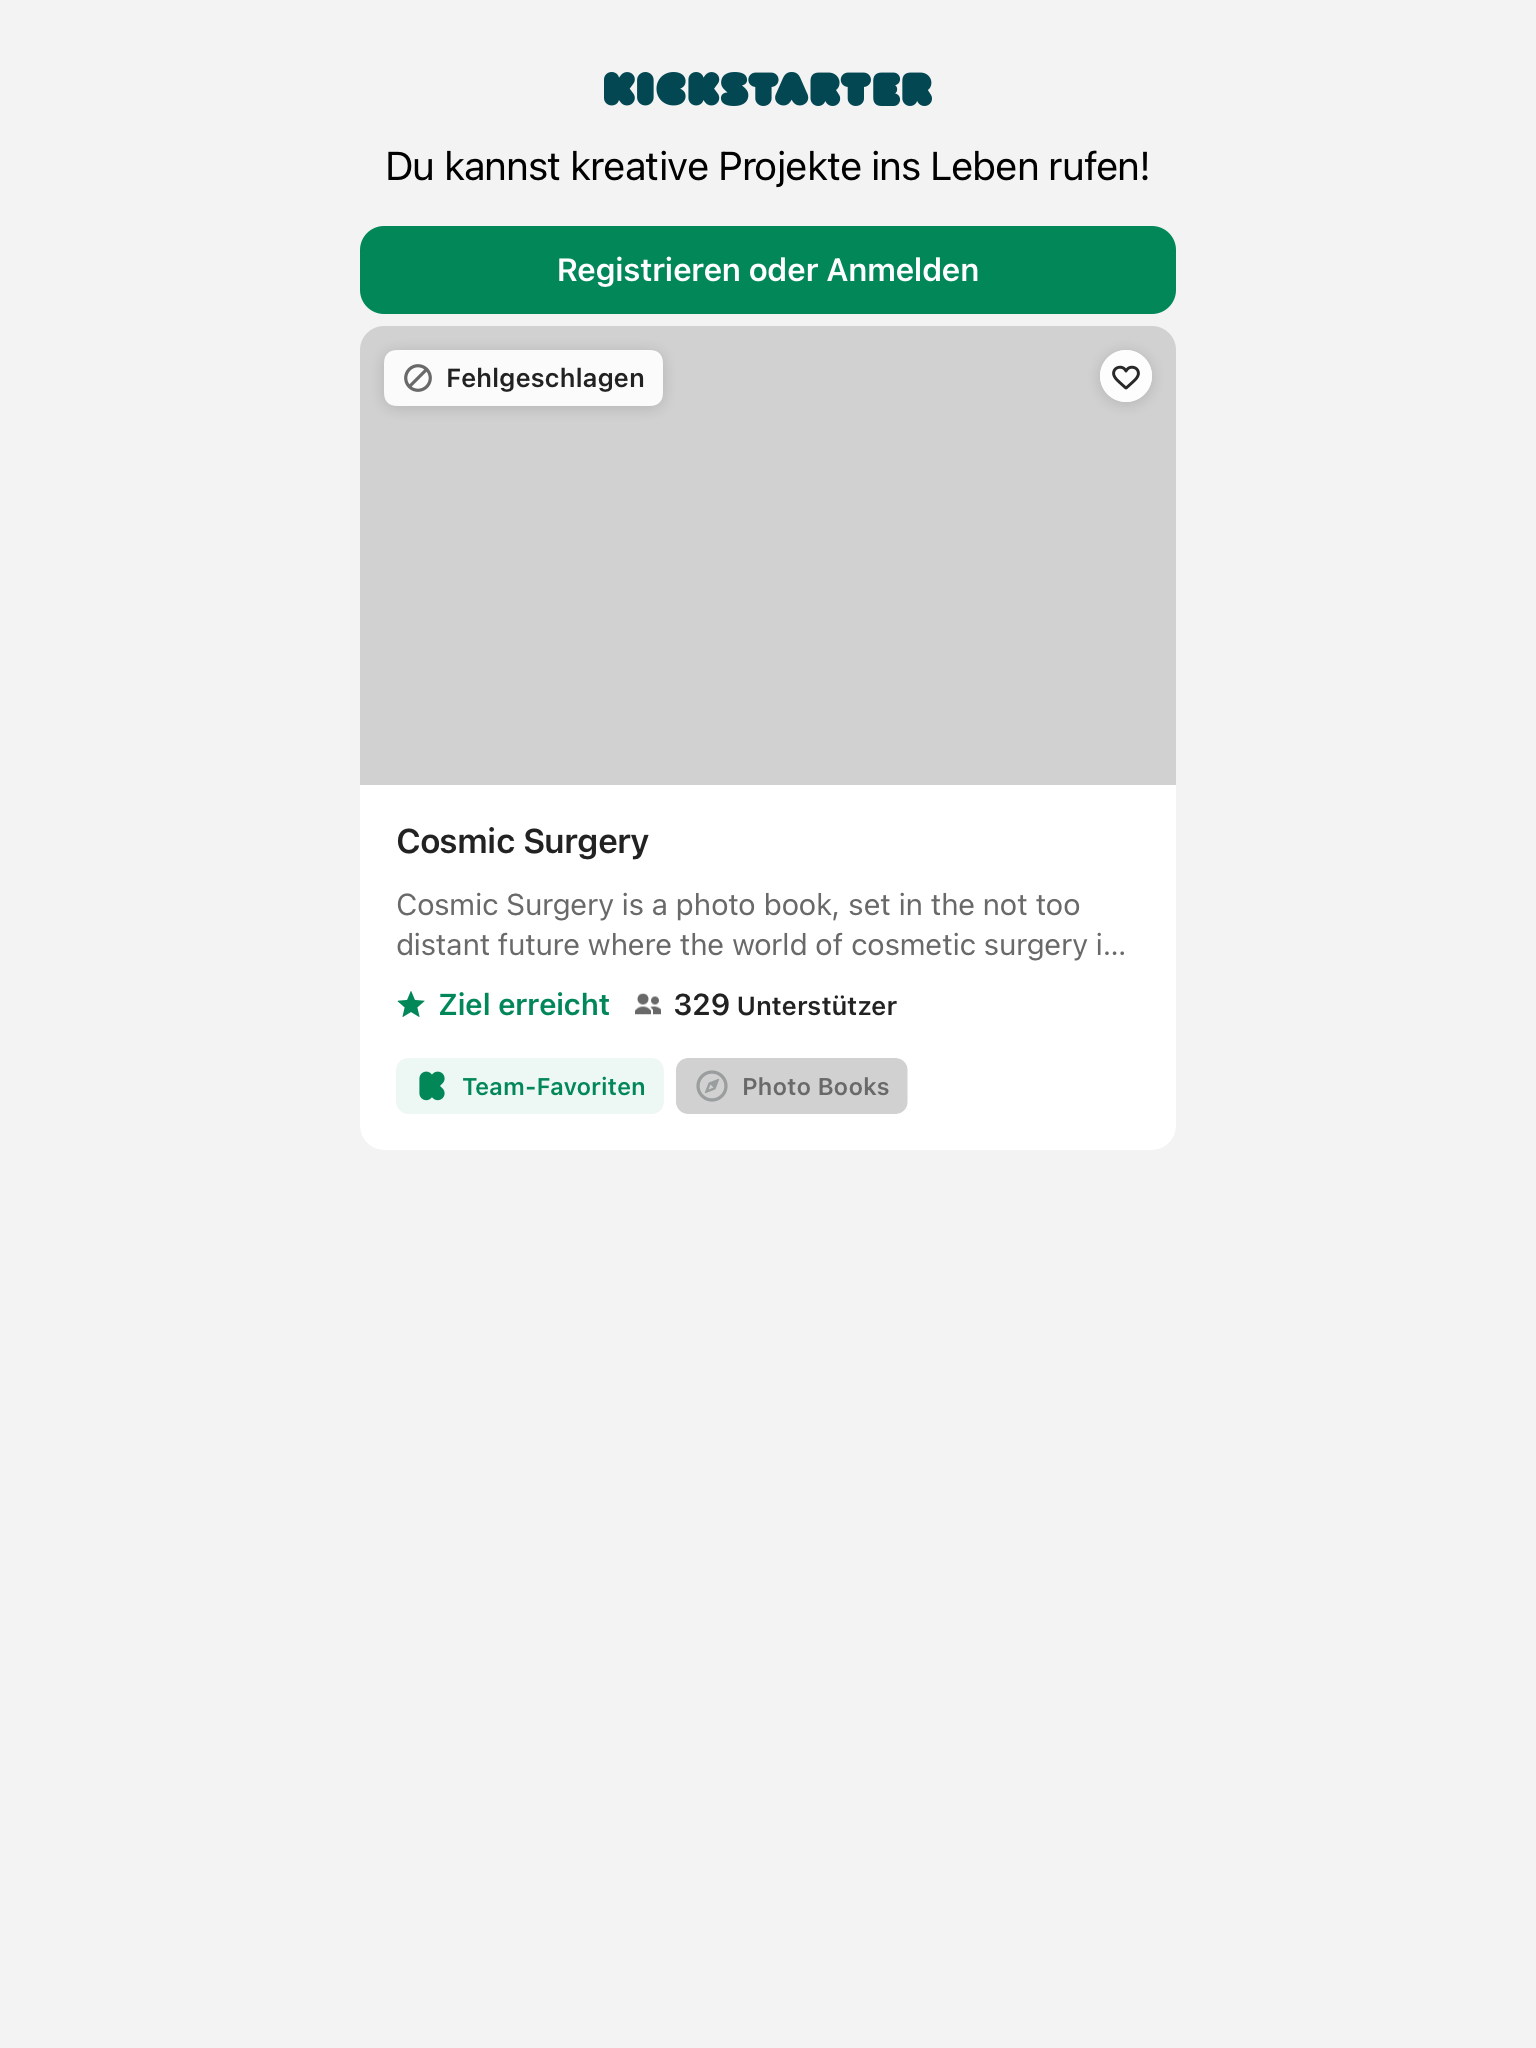 KICKSTARTER
Du kannst kreative Projekte ins Leben rufen!
Registrieren oder Anmelden
Fehlgeschlagen
Cosmic Surgery
Cosmic Surgery is a photo book, set in the not too
distant future where the world of cosmetic surgery i...
Ziel erreicht 329 Unterstützer
Team-Favoriten Photo Books